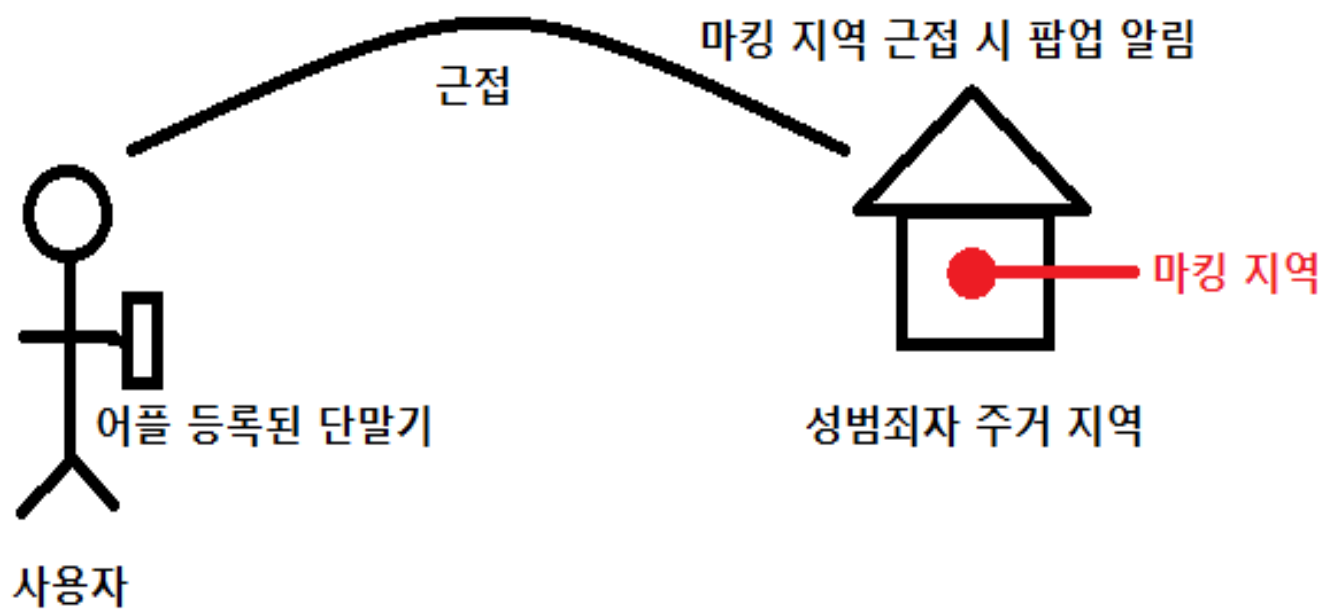 마킹 지역 근접 시 팝업 알림
근접
마킹 지역
어플 등록된 단말기
성범죄자 주거 지역
사용자